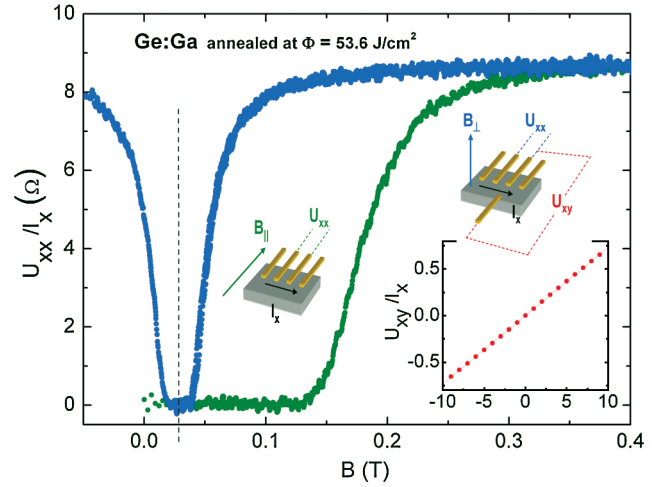 Ge:Ga annealed at Φ = 53.6 J/cm²
U_xx /I_x (Ω)
8
6
4
2
0
0.0
0.1
0.2
0.3
0.4
B (T)
B_||
U_xx
I_x
B_⊥
U_xx
U_xy
I_x
U_xy/I_x
0.5
0.0
-0.5
-10
-5
0
5
10